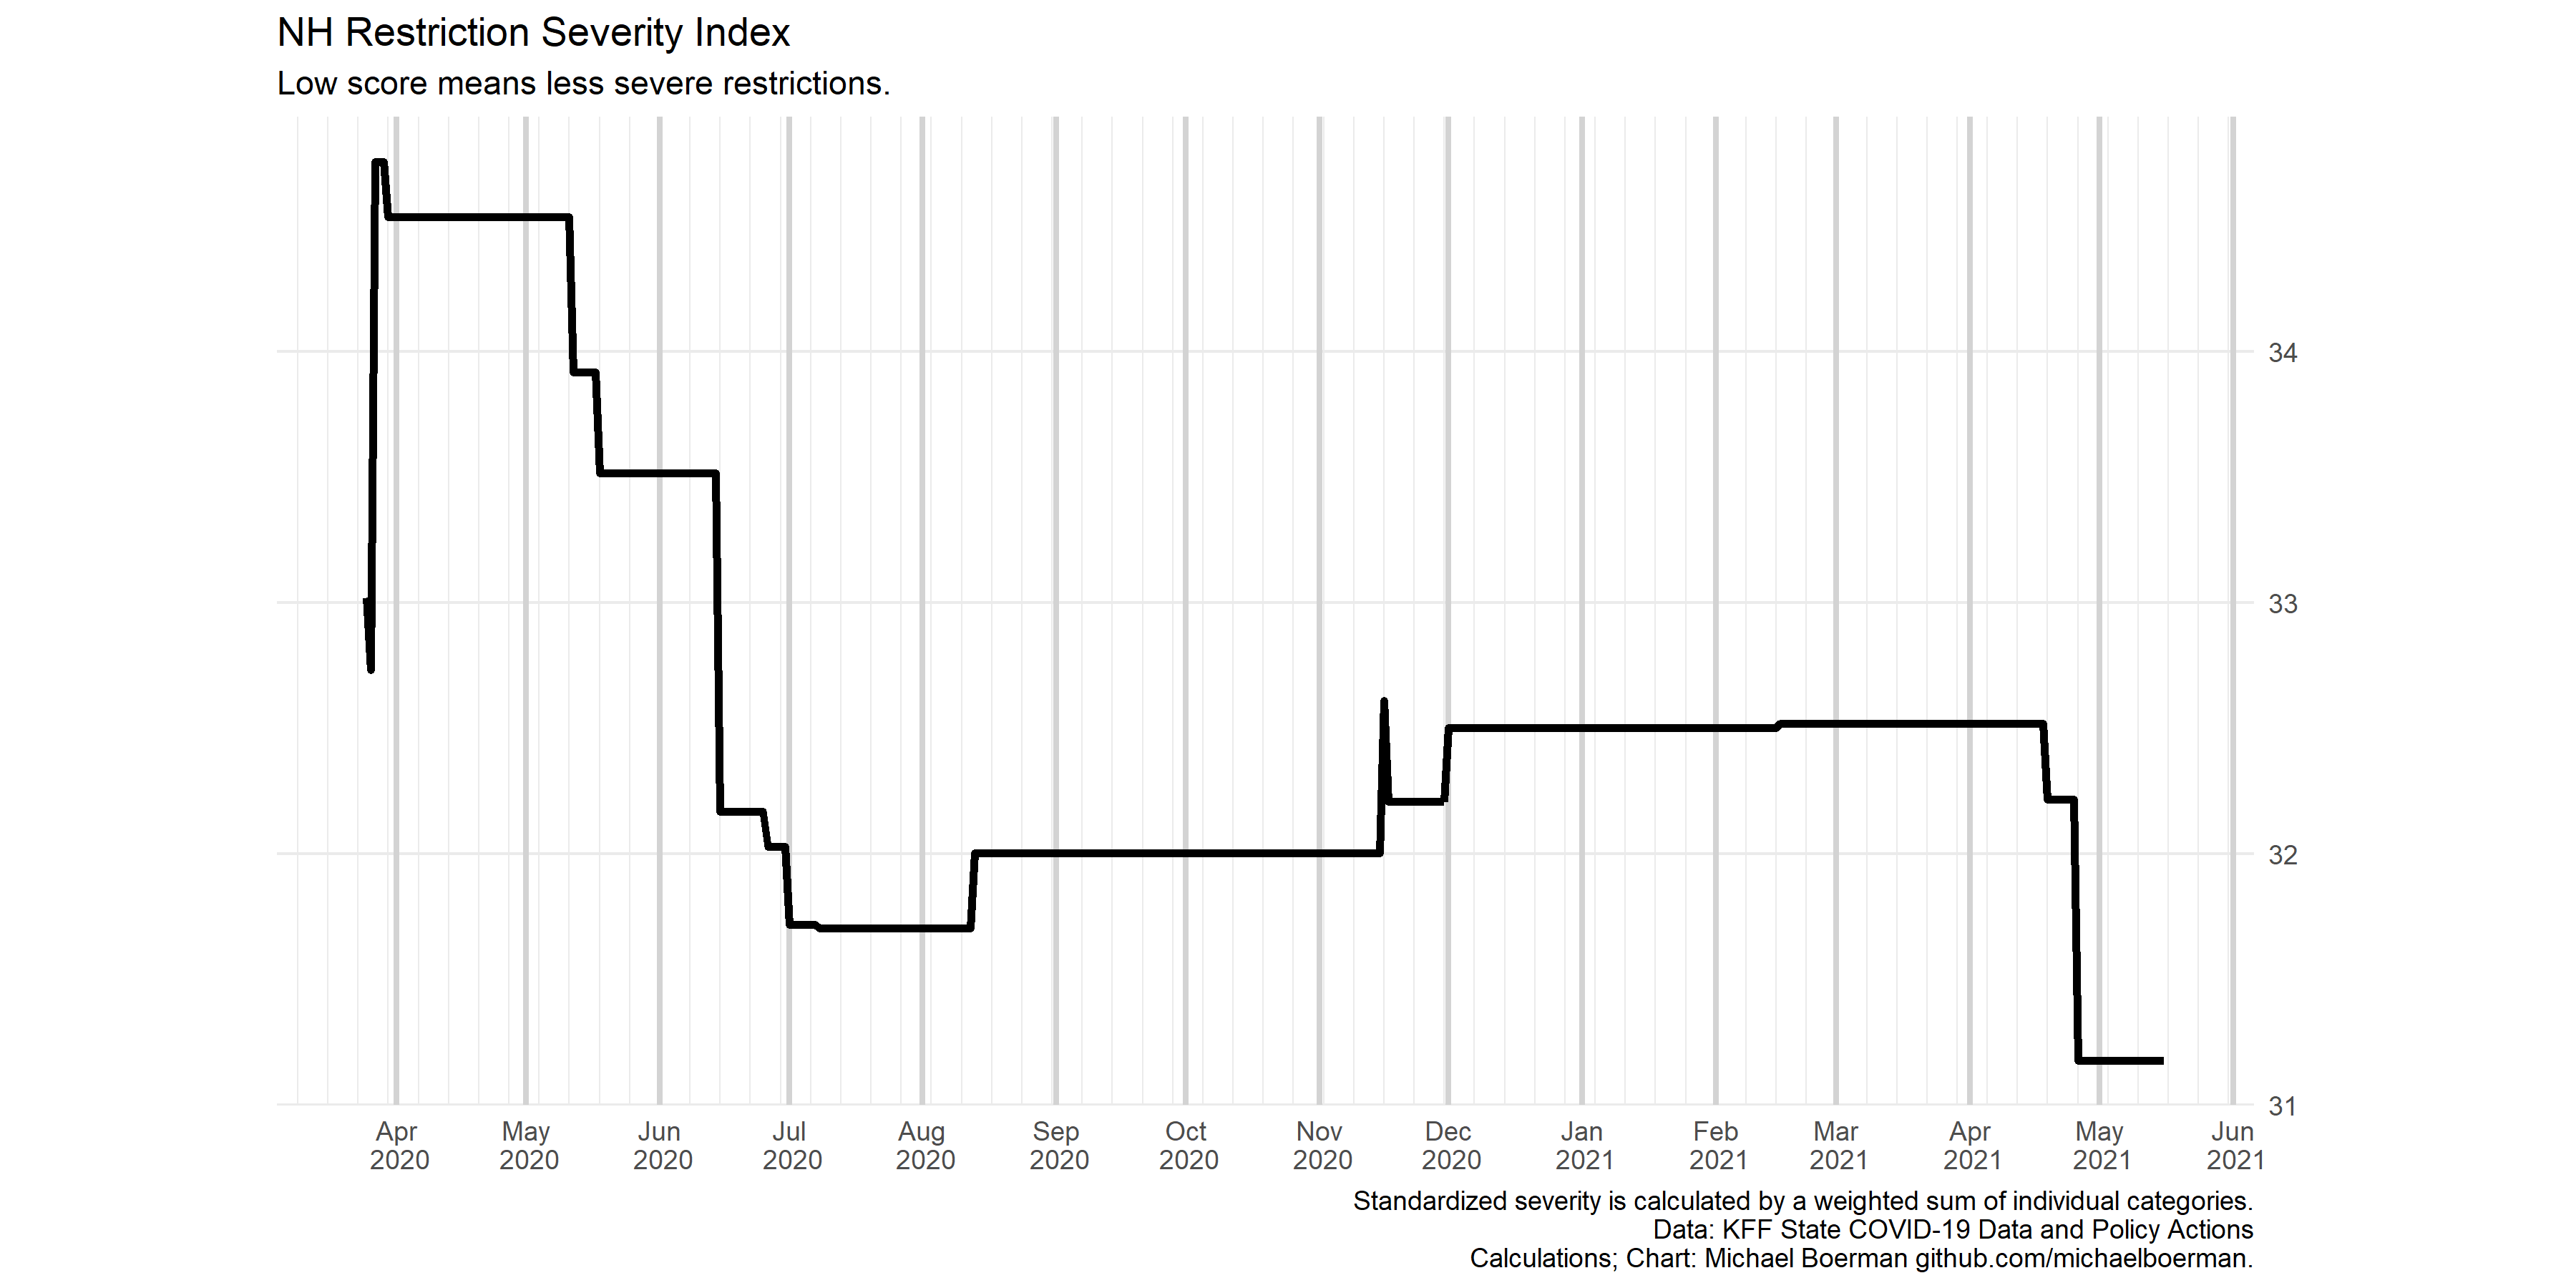 NH Restriction Severity Index
Low score means less severe restrictions.
34
33
32
31
Apr May Jun Jul Aug Sep Oct Nov Dec Jan Feb Mar Apr May Jun
2020 2020 2020 2020 2020 2020 2020 2020 2020 2021 2021 2021 2021 2021 2021
Standardized severity is calculated by a weighted sum of individual categories.
Data: KFF State COVID-19 Data and Policy Actions
Calculations; Chart: Michael Boerman github.com/michaelboerman.